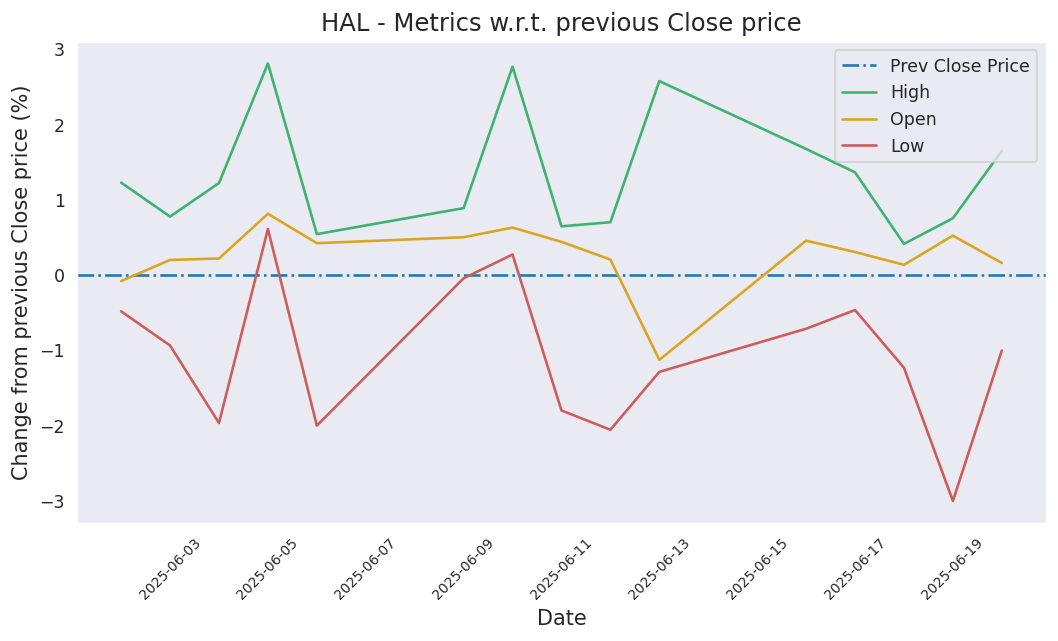 HAL - Metrics w.r.t. previous Close price
Change from previous Close price (%)
3
2
1
0
−1
−2
−3
Prev Close Price
High
Open
Low
2025-06-03
2025-06-05
2025-06-07
2025-06-09
2025-06-11
2025-06-13
2025-06-15
2025-06-17
2025-06-19
Date